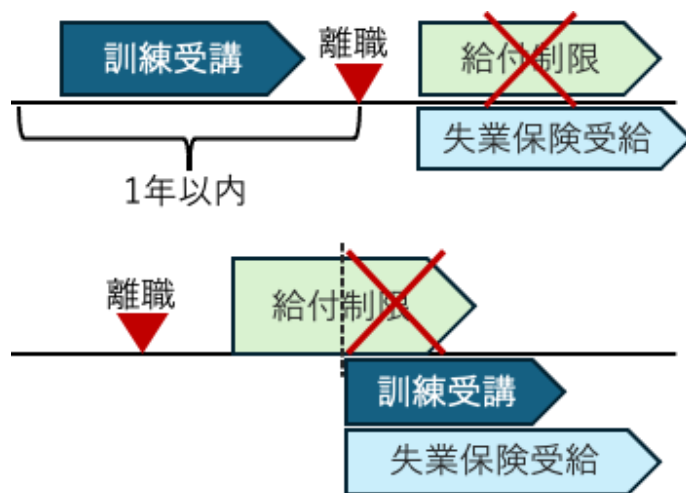 訓練受講
離職
給付制限
失業保険受給
1年以内
離職
給付制限
訓練受講
失業保険受給